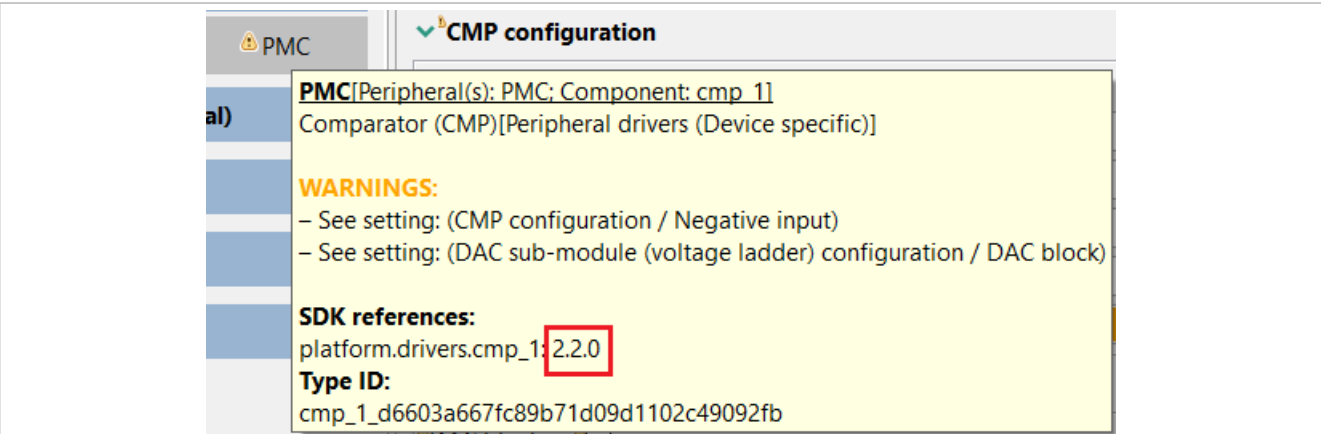 PMC
CMP configuration
al)
PMC[Peripheral(s): PMC; Component: cmp_1]
Comparator (CMP)[Peripheral drivers (Device specific)]
WARNINGS:
– See setting: (CMP configuration / Negative input)
– See setting: (DAC sub-module (voltage ladder) configuration / DAC block)
SDK references:
platform.drivers.cmp_1: 2.2.0
Type ID:
cmp_1_d6603a667fc89b71d09d1102c49092fb